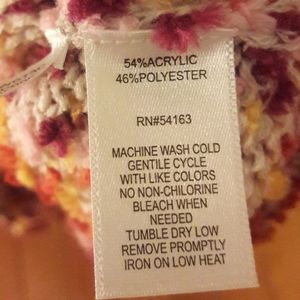 54%ACRYLIC
46%POLYESTER
RN#54163
MACHINE WASH COLD
GENTILE CYCLE
WITH LIKE COLORS
NO NON-CHLORINE
BLEACH WHEN
NEEDED
TUMBLE DRY LOW
REMOVE PROMPTLY
IRON ON LOW HEAT